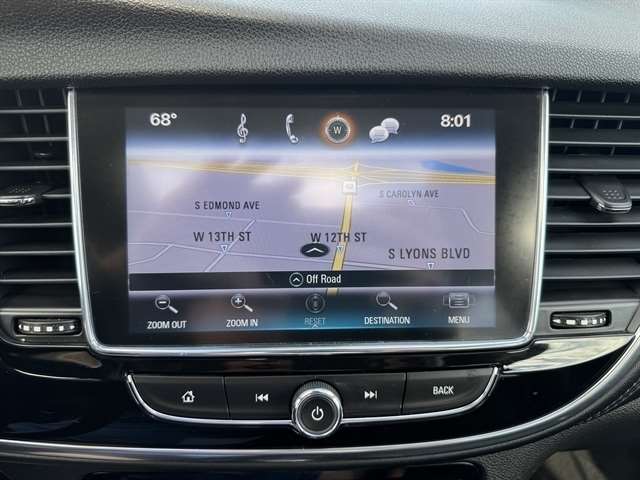 68° 8:01
W
S CAROLYN AVE
S EDMOND AVE
W 13TH ST W 12TH ST
S LYONS BLVD
Off Road
ZOOM OUT ZOOM IN RESET DESTINATION MENU
BACK